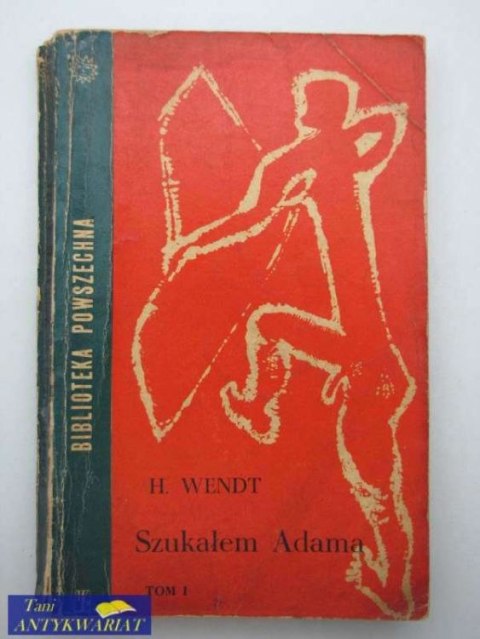 BIBLIOTEKA POWSZECHNA
H. WENDT
Szukałem Adama
TOM I
Tani
ANTYKWARIAT